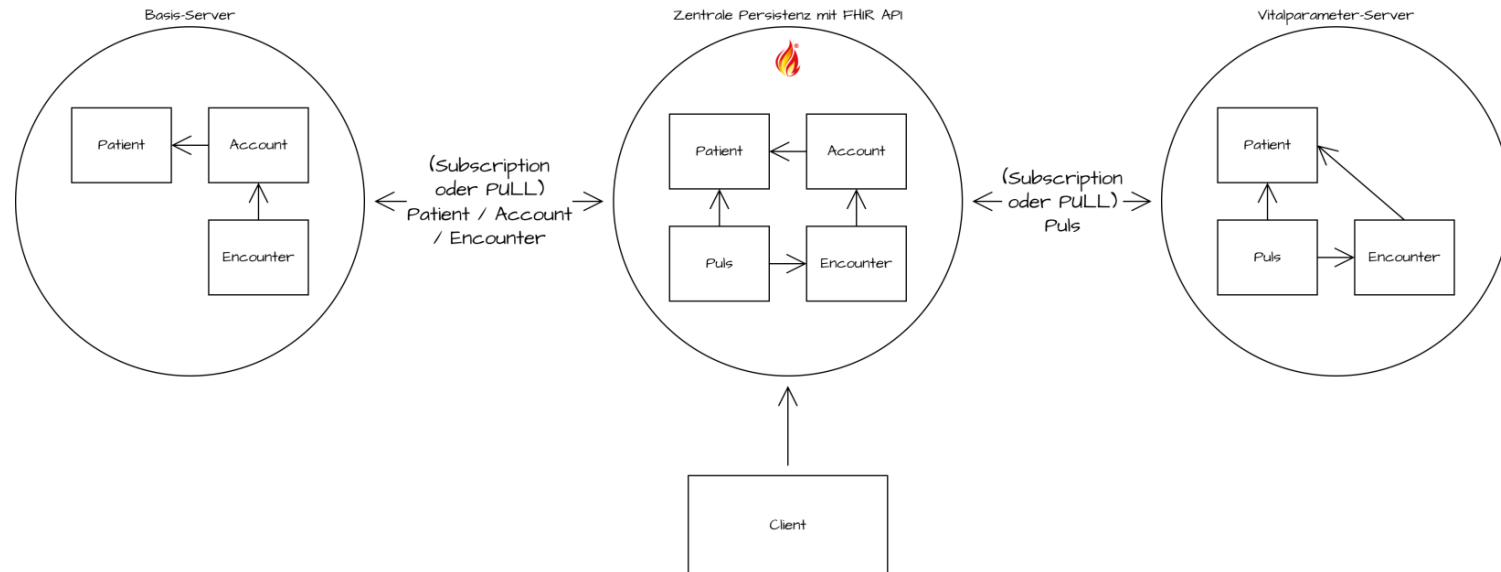 Basis-Server
Zentrale Persistenz mit FHIR API
Vitalparameter-Server
Patient
Account
Encounter
(Subscription
oder PULL)
Patient / Account
/ Encounter
Patient
Account
Puls
Encounter
(Subscription
oder PULL)
Puls
Patient
Puls
Encounter
Client